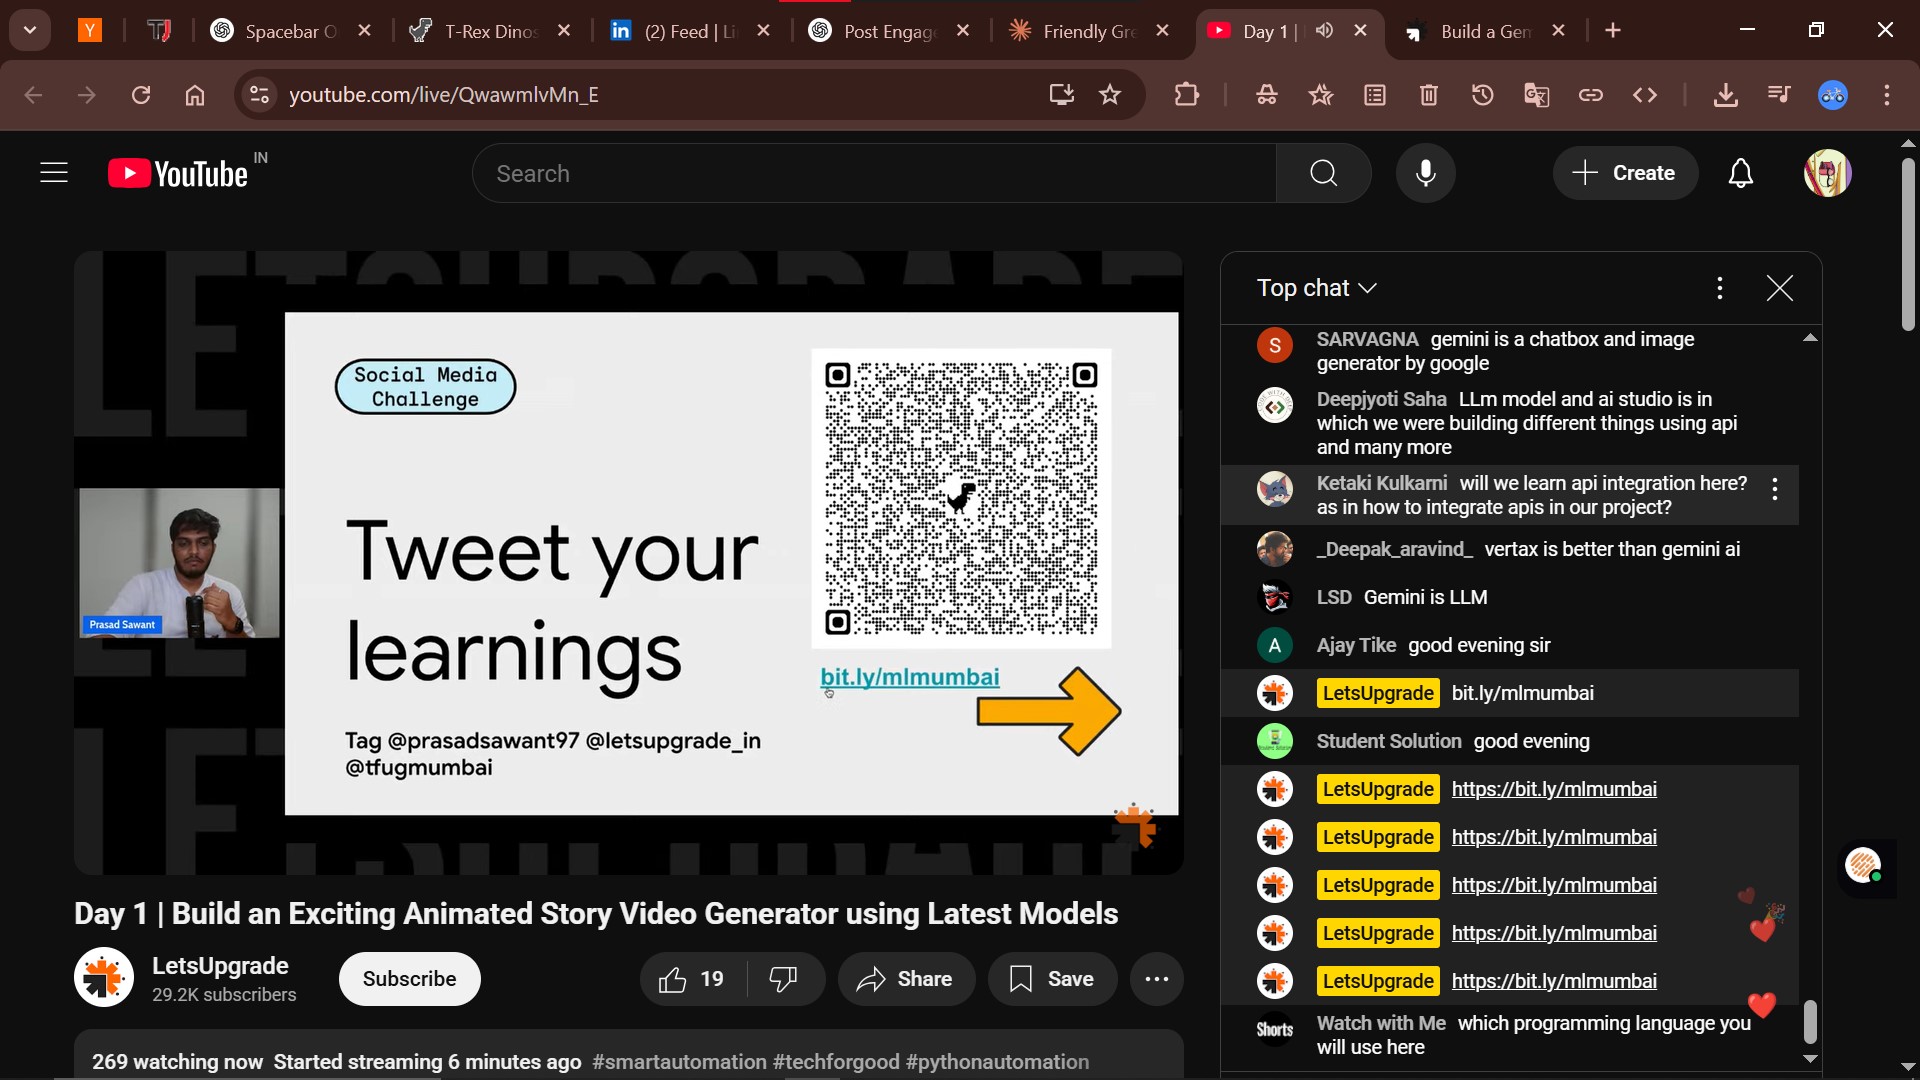 Y
TJ
Spacebar
T-Rex Dino
(2) Feed | Li
Post Engag
Friendly Gr
Day 1 |
Build a Gem
youtube.com/live/QwawmlvMn_E
YouTube IN
Search
Create
Social Media
Challenge
Tweet your
learnings
bit.ly/mlmumbai
Tag @prasadsawant97 @letsupgrade_in
@tfugmumbai
Prasad Sawant
Day 1 | Build an Exciting Animated Story Video Generator using Latest Models
LetsUpgrade
29.2K subscribers
Subscribe
19
Share
Save
269 watching now Started streaming 6 minutes ago #smartautomation #techforgood #pythonautomation
Top chat
S
SARVAGNA gemini is a chatbox and image
generator by google
Deepjyoti Saha LLm model and ai studio is in
which we were building different things using api
and many more
Ketaki Kulkarni will we learn api integration here?
as in how to integrate apis in our project?
_Deepak_aravind_ vertax is better than gemini ai
LSD Gemini is LLM
A
Ajay Tike good evening sir
LetsUpgrade bit.ly/mlmumbai
Student Solution good evening
LetsUpgrade https://bit.ly/mlmumbai
LetsUpgrade https://bit.ly/mlmumbai
LetsUpgrade https://bit.ly/mlmumbai
LetsUpgrade https://bit.ly/mlmumbai
LetsUpgrade https://bit.ly/mlmumbai
Shorts
Watch with Me which programming language you
will use here